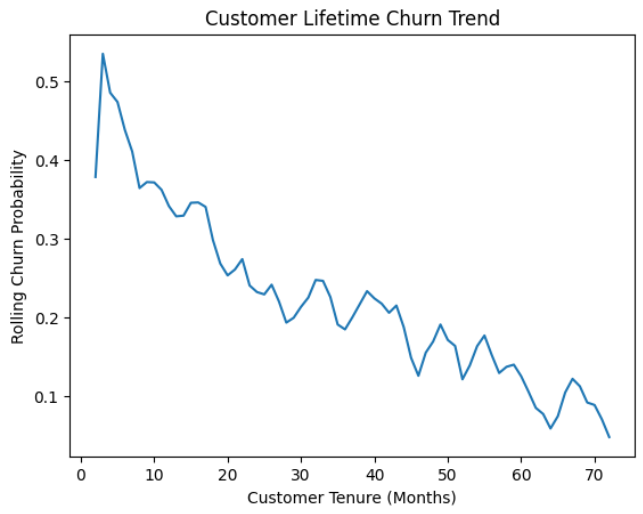 Customer Lifetime Churn Trend
Rolling Churn Probability
0.5
0.4
0.3
0.2
0.1
0 10 20 30 40 50 60 70
Customer Tenure (Months)